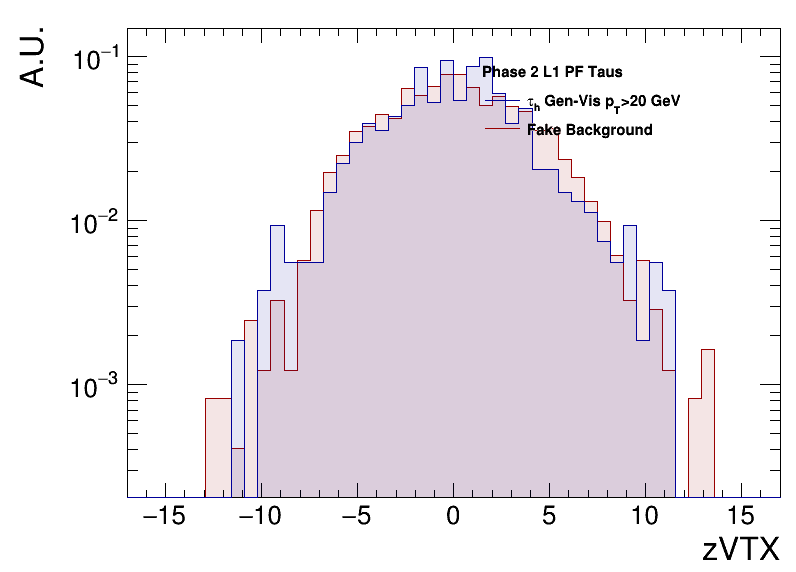 A.U.
10⁻¹
10⁻²
10⁻³
Phase 2 L1 PF Taus
τh Gen-Vis pT>20 GeV
Fake Background
−15 −10 −5 0 5 10 15
zVTX